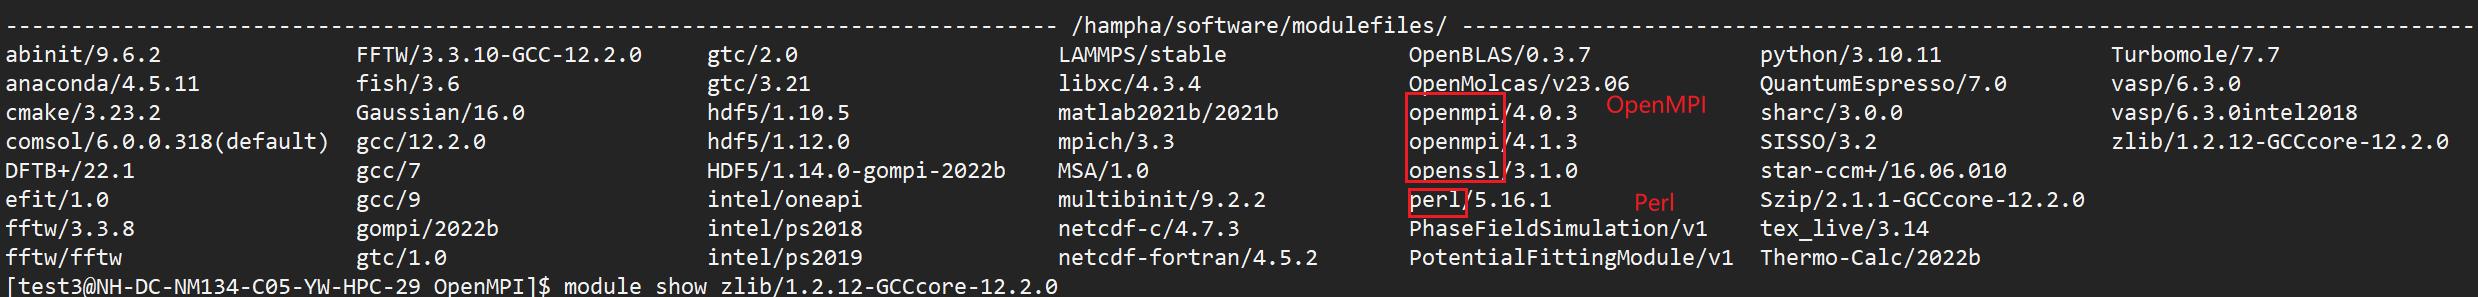 ------------------------------------------------------------------------------------ /hampha/software/modulefiles/ ---------------------------------------------------------------------------------
abinit/9.6.2 FFTW/3.3.10-GCC-12.2.0 gtc/2.0 LAMMPS/stable OpenBLAS/0.3.7 python/3.10.11 Turbomole/7.7
anaconda/4.5.11 fish/3.6 gtc/3.21 libxc/4.3.4 OpenMolcas/v23.06 QuantumEspresso/7.0 vasp/6.3.0
cmake/3.23.2 Gaussian/16.0 hdf5/1.10.5 matlab2021b/2021b openmpi/4.0.3 OpenMPI sharc/3.0.0 vasp/6.3.0intel2018
comsol/6.0.0.318(default) gcc/12.2.0 hdf5/1.12.0 mpich/3.3 openmpi/4.1.3 SISSO/3.2 zlib/1.2.12-GCCcore-12.2.0
DFTB+/22.1 gcc/7 HDF5/1.14.0-gompi-2022b MSA/1.0 openssl/3.1.0 star-ccm+/16.06.010
efit/1.0 gcc/9 intel/oneapi multibinit/9.2.2 perl/5.16.1 Perl Szip/2.1.1-GCCcore-12.2.0
fftw/3.3.8 gompi/2022b intel/ps2018 netcdf-c/4.7.3 PhaseFieldSimulation/v1 tex_live/3.14
fftw/fftw gtc/1.0 intel/ps2019 netcdf-fortran/4.5.2 PotentialFittingModule/v1 Thermo-Calc/2022b
[test3@NH-DC-NM134-C05-YW-HPC-29 OpenMPI]$ module show zlib/1.2.12-GCCcore-12.2.0